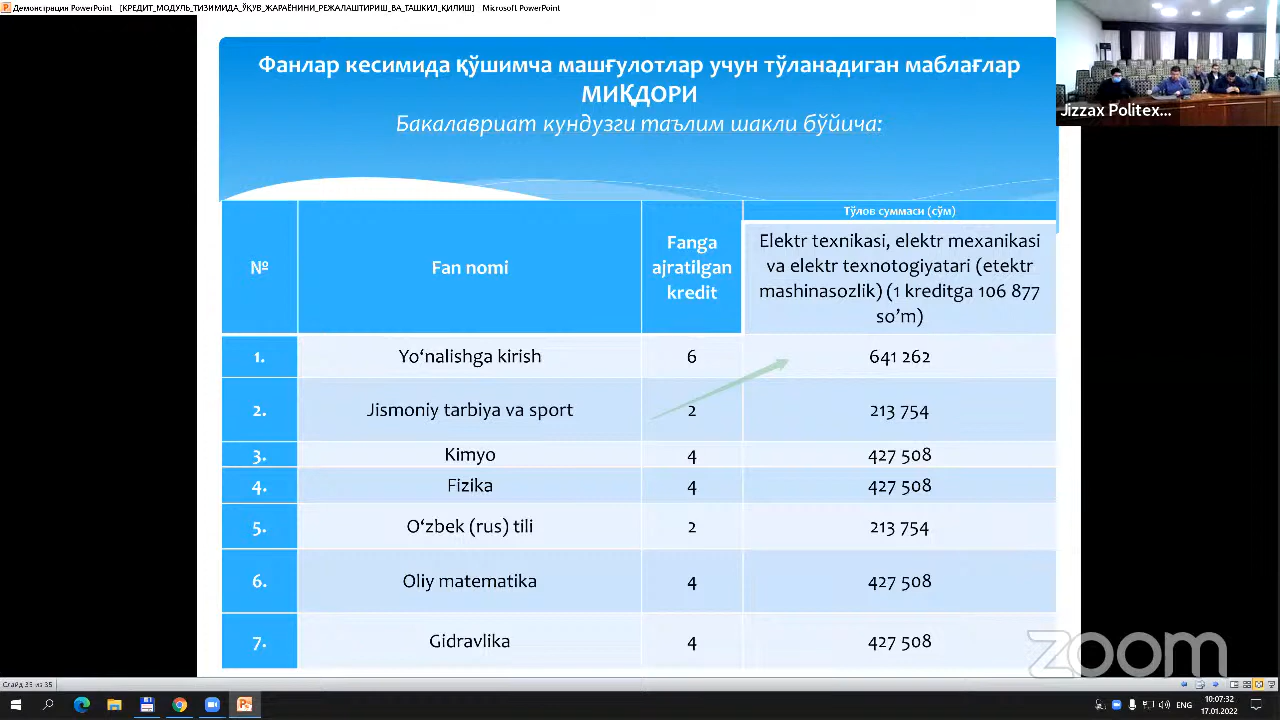 Демонстрация PowerPoint [КРЕДИТ_МОДУЛЬ_ТИЗИМИДА_ЎҚУВ_ЖАРАЁНИНИ_РЕЖАЛАШТИРИШ_ВА_ТАШКИЛ_ҚИЛИШ] Microsoft PowerPoint
Фанлар кесимида қўшимча машғулотлар учун тўланадиган маблағлар
МИҚДОРИ
Бакалавриат кундузги таълим шакли бўйича:
Jizzax Politex...
№
Fan nomi
Fanga
ajratilgan
kredit
Тўлов суммаси (сўм)
Elektr texnikasi, elektr mexanikasi
va elektr texnotogiyatari (etektr
mashinasozlik) (1 kreditga 106 877
so’m)
1. Yo‘nalishga kirish 6 641 262
2. Jismoniy tarbiya va sport 2 213 754
3. Kimyo 4 427 508
4. Fizika 4 427 508
5. O‘zbek (rus) tili 2 213 754
6. Oliy matematika 4 427 508
7. Gidravlika 4 427 508
zoom
Слайд 35 из 35
ENG
10:07:32
17.01.2022